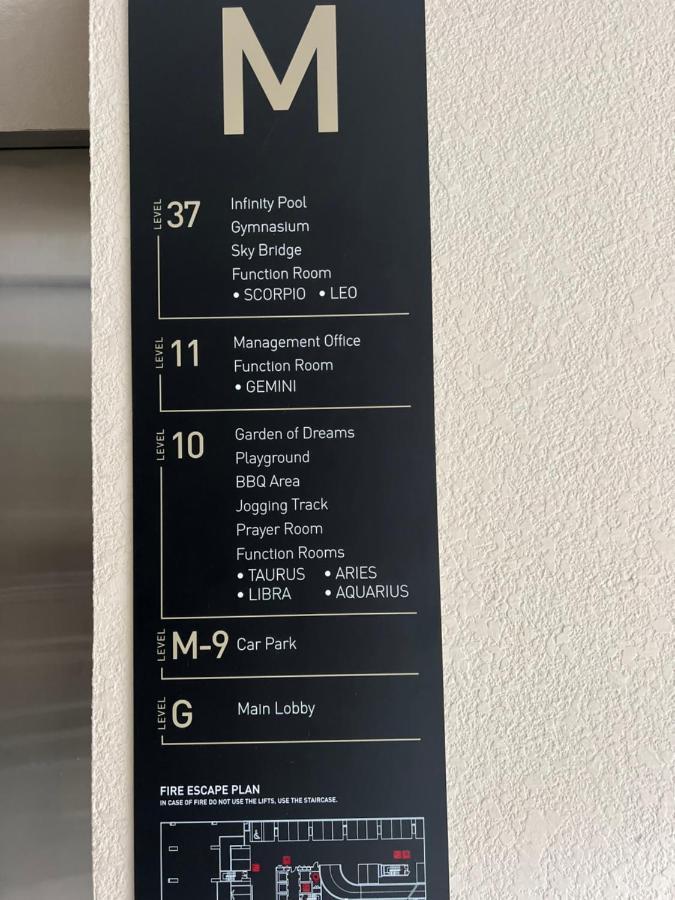 M
LEVEL 37 Infinity Pool
Gymnasium
Sky Bridge
Function Room
• SCORPIO • LEO
LEVEL 11 Management Office
Function Room
• GEMINI
LEVEL 10 Garden of Dreams
Playground
BBQ Area
Jogging Track
Prayer Room
Function Rooms
• TAURUS • ARIES
• LIBRA • AQUARIUS
LEVEL M-9 Car Park
LEVEL G Main Lobby
FIRE ESCAPE PLAN
IN CASE OF FIRE DO NOT USE THE LIFTS, USE THE STAIRCASE.